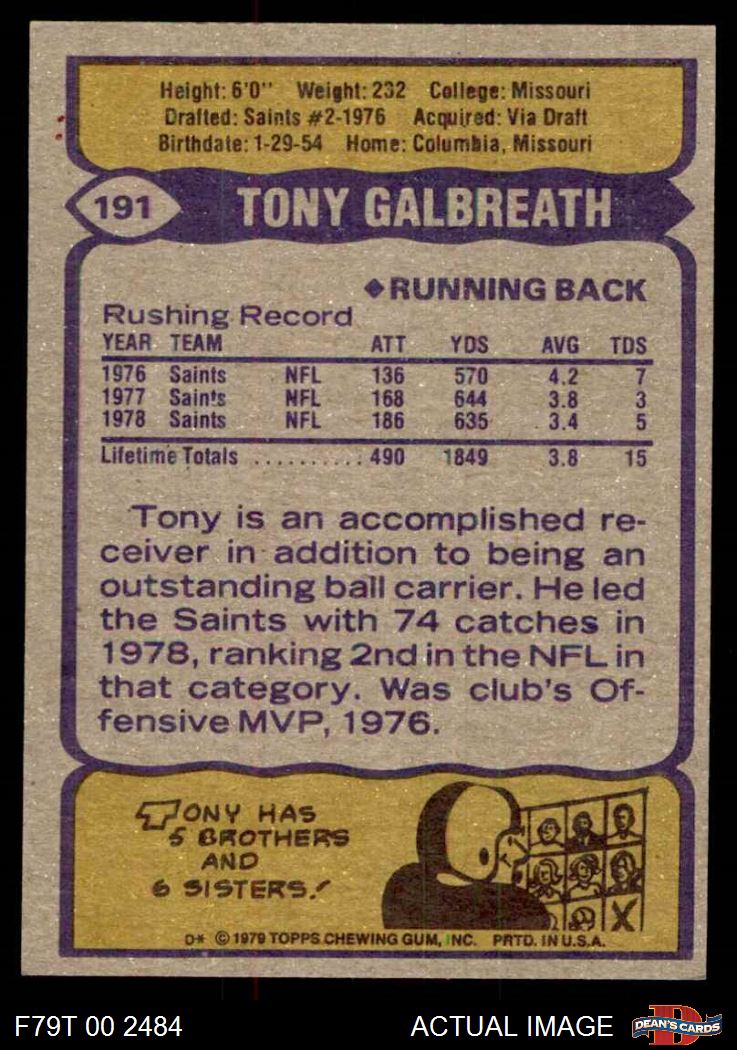 Height: 6'0" Weight: 232 College: Missouri
Drafted: Saints #2-1976 Acquired: Via Draft
Birthdate: 1-29-54 Home: Columbia, Missouri
191 TONY GALBREATH
◆RUNNING BACK
Rushing Record
YEAR TEAM ATT YDS AVG TDS
1976 Saints NFL 136 570 4.2 7
1977 Saints NFL 168 644 3.8 3
1978 Saints NFL 186 635 3.4 5
Lifetime Totals .......... 490 1849 3.8 15
Tony is an accomplished re-
ceiver in addition to being an
outstanding ball carrier. He led
the Saints with 74 catches in
1978, ranking 2nd in the NFL in
that category. Was club's Of-
fensive MVP, 1976.
TONY HAS
5 BROTHERS
AND
6 SISTERS!
X
D* © 1979 TOPPS CHEWING GUM, INC. PRTD. IN U.S.A.
F79T 00 2484 ACTUAL IMAGE
D
DEAN'S CARDS